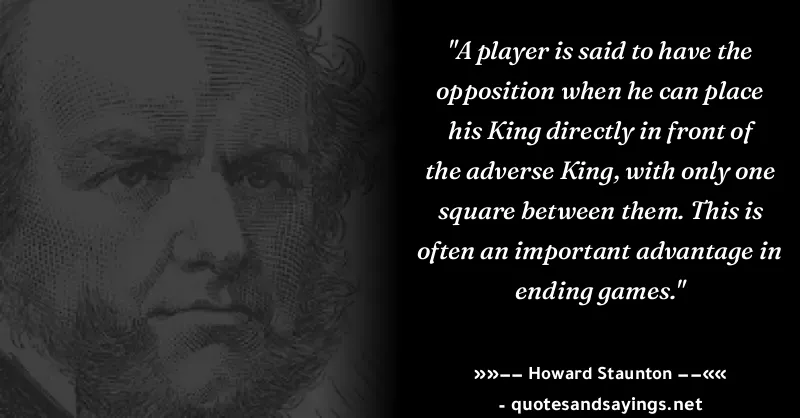 "A player is said to have the
opposition when he can place
his King directly in front of
the adverse King, with only one
square between them. This is
often an important advantage in
ending games."
»»−− Howard Staunton −−««
- quotesandsayings.net